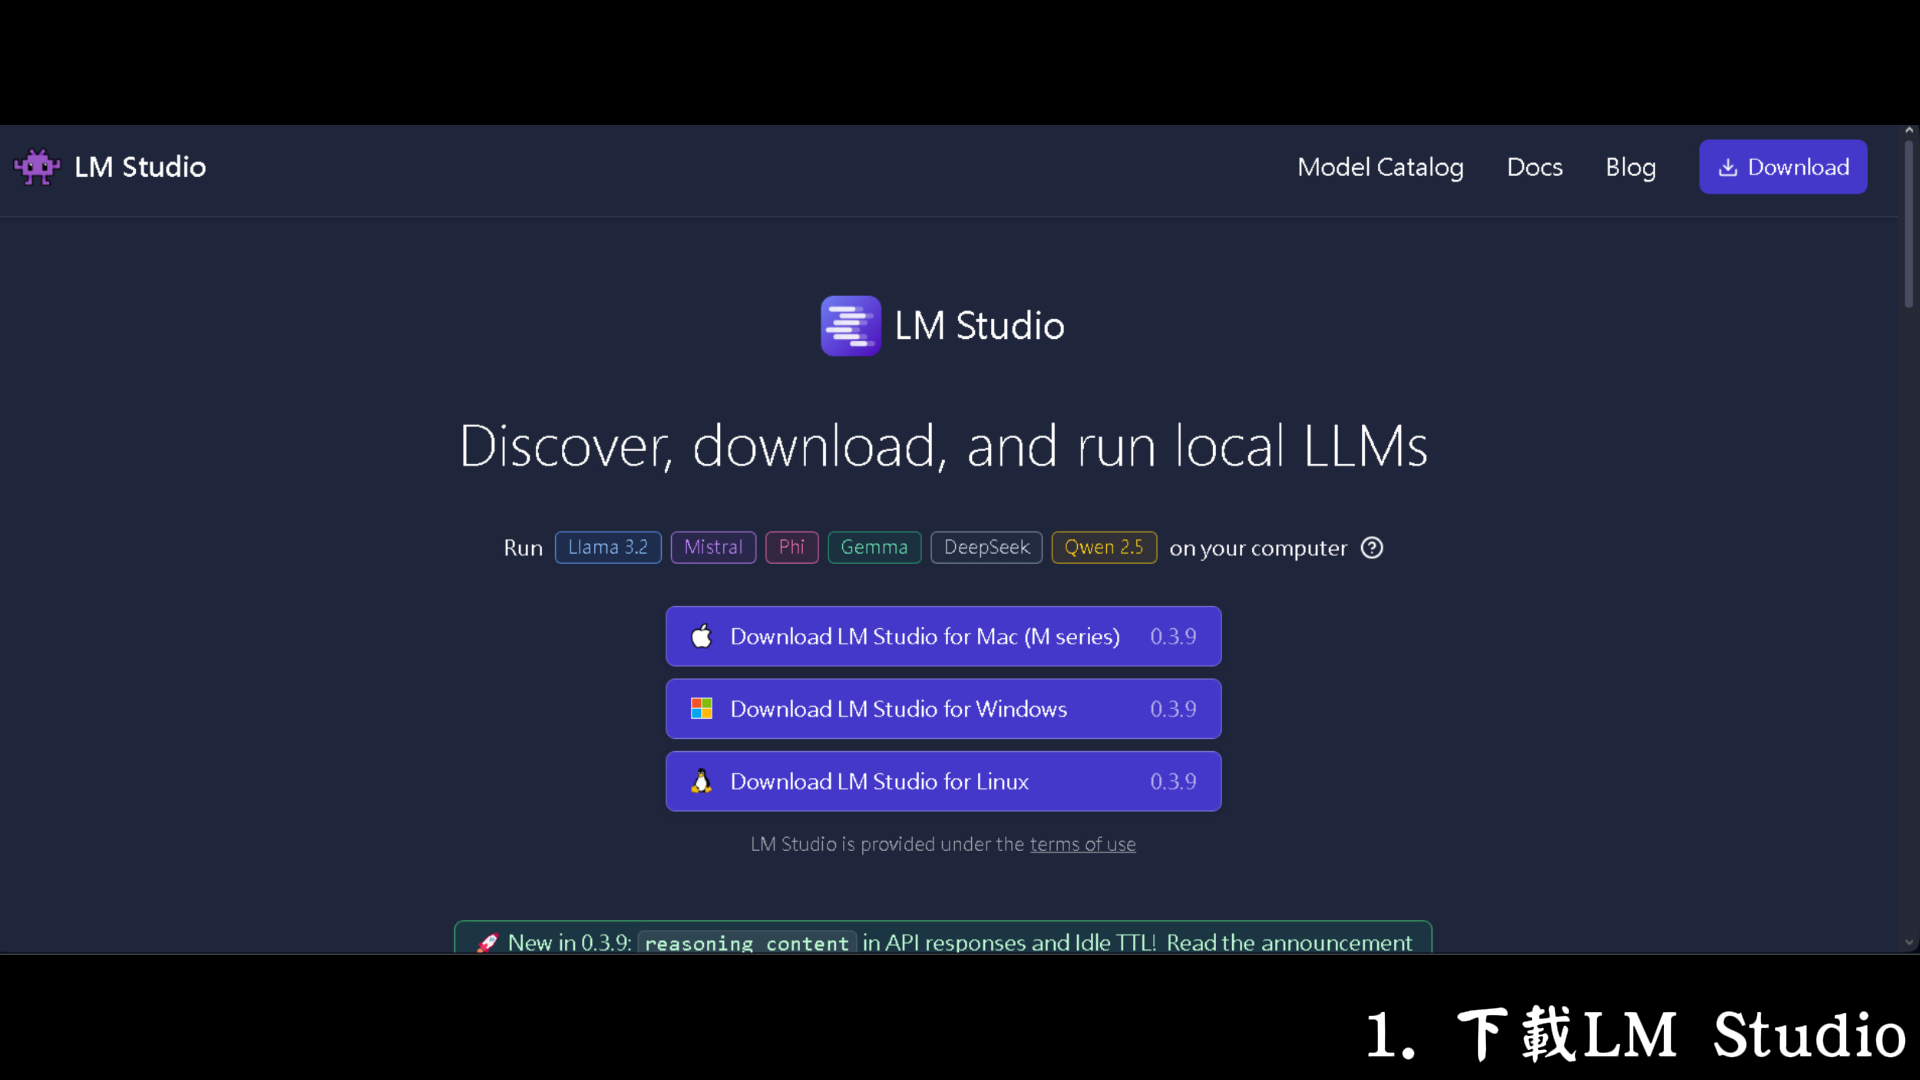 LM Studio
Model Catalog Docs Blog Download
LM Studio
Discover, download, and run local LLMs
Run Llama 3.2 Mistral Phi Gemma DeepSeek Qwen 2.5 on your computer ?
Download LM Studio for Mac (M series) 0.3.9
Download LM Studio for Windows 0.3.9
Download LM Studio for Linux 0.3.9
LM Studio is provided under the terms of use
🚀 New in 0.3.9: reasoning_content in API responses and Idle TTL! Read the announcement
1. 下載LM Studio